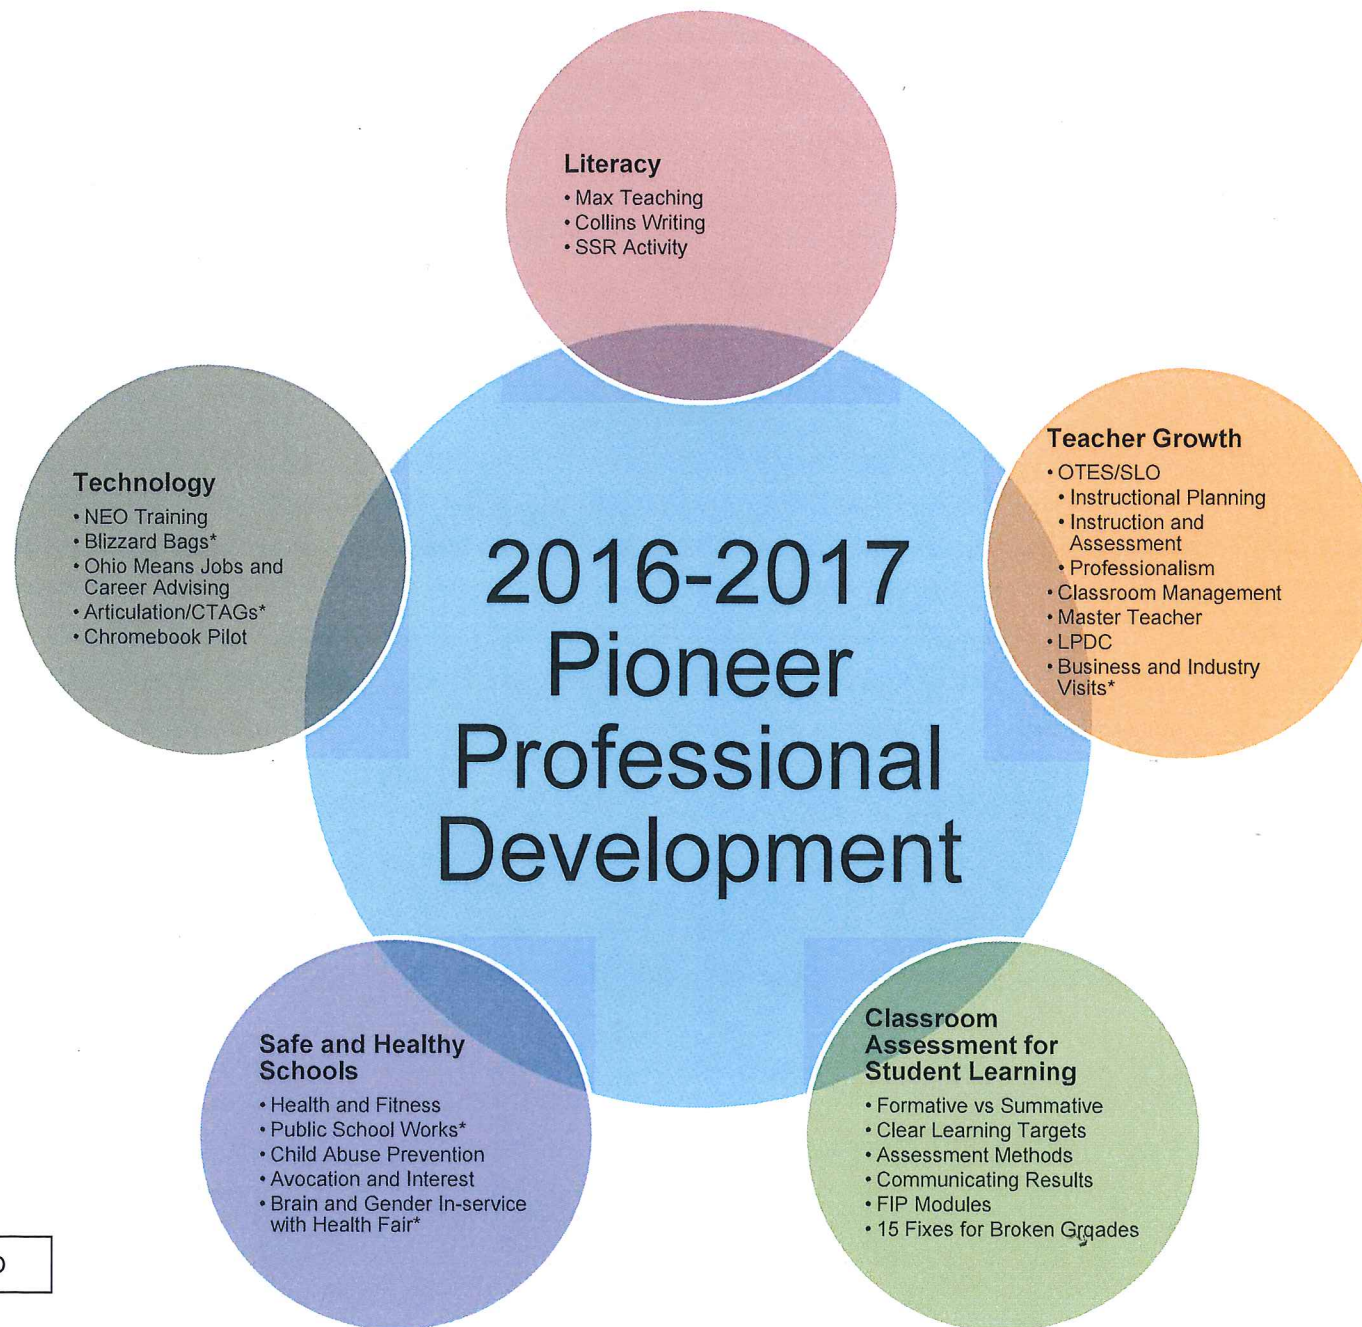 Literacy
• Max Teaching
• Collins Writing
• SSR Activity
Technology
• NEO Training
• Blizzard Bags*
• Ohio Means Jobs and
Career Advising
• Articulation/CTAGs*
• Chromebook Pilot
2016-2017
Pioneer
Professional
Development
Teacher Growth
• OTES/SLO
• Instructional Planning
• Instruction and
Assessment
• Professionalism
• Classroom Management
• Master Teacher
• LPDC
• Business and Industry
Visits*
Safe and Healthy
Schools
• Health and Fitness
• Public School Works*
• Child Abuse Prevention
• Avocation and Interest
• Brain and Gender In-service
with Health Fair*
Classroom
Assessment for
Student Learning
• Formative vs Summative
• Clear Learning Targets
• Assessment Methods
• Communicating Results
• FIP Modules
• 15 Fixes for Broken Grqades